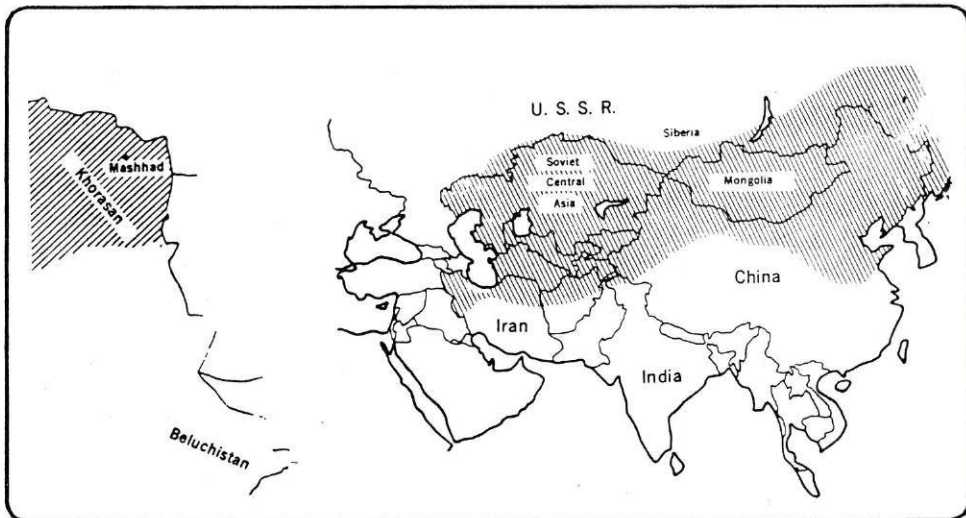 U. S. S. R.
Siberia
Soviet
Central
Asia
Mongolia
Mashhad
Khorasan
China
Iran
India
Beluchistan